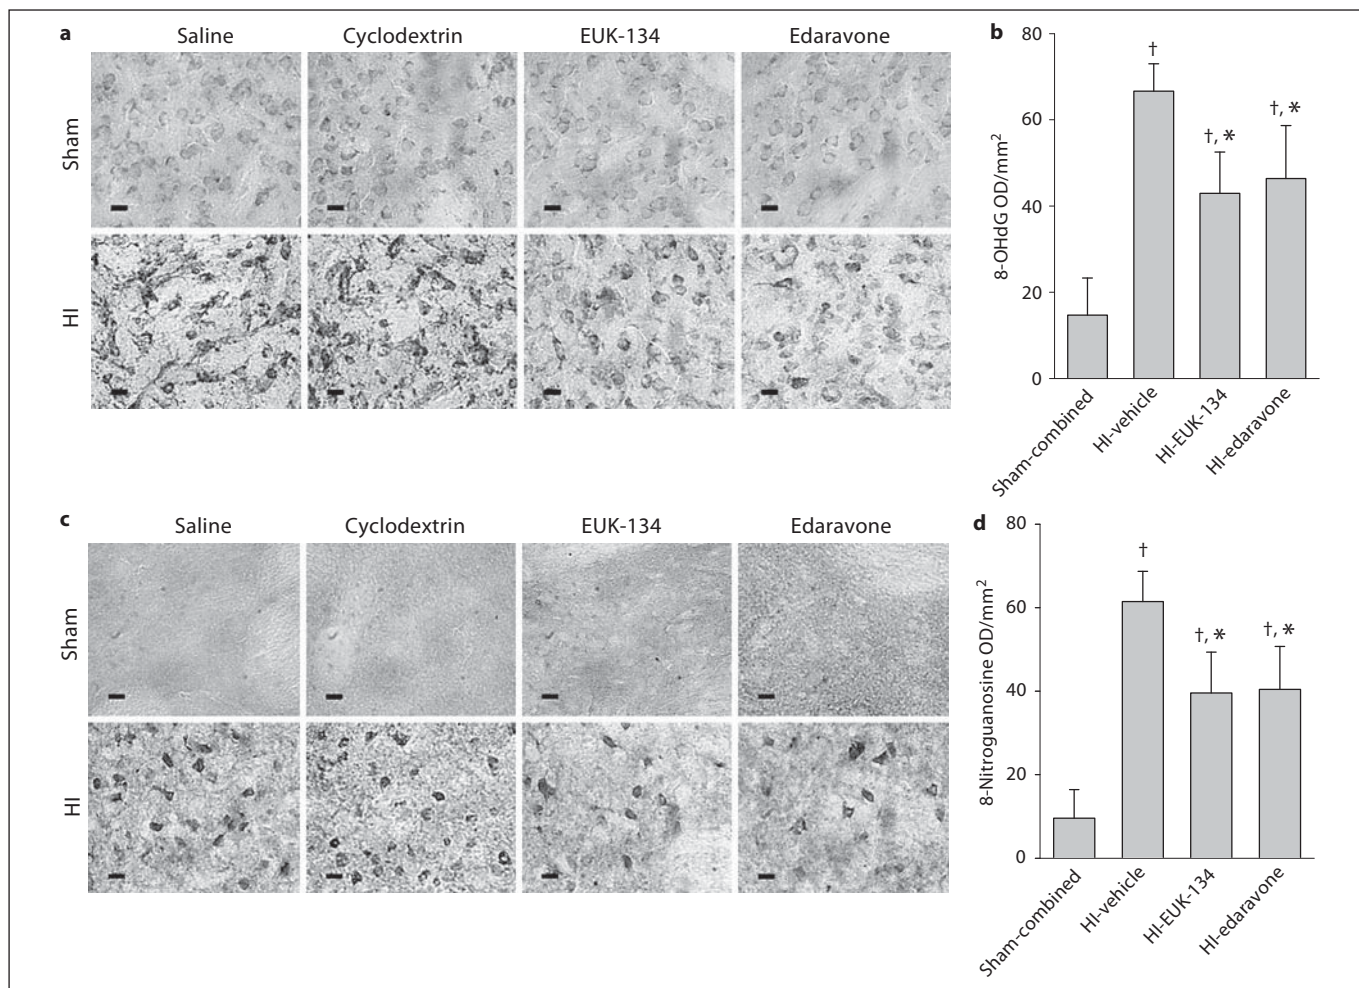 a
Saline Cyclodextrin EUK-134 Edaravone
Sham
HI
b
80
60
40
20
0
8-OHdG OD/mm2
†
†, *
†, *
Sham-combined
HI-vehicle
HI-EUK-134
HI-edaravone
c
Saline Cyclodextrin EUK-134 Edaravone
Sham
HI
d
80
60
40
20
0
8-Nitroguanosine OD/mm2
†
†, *
†, *
Sham-combined
HI-vehicle
HI-EUK-134
HI-edaravone